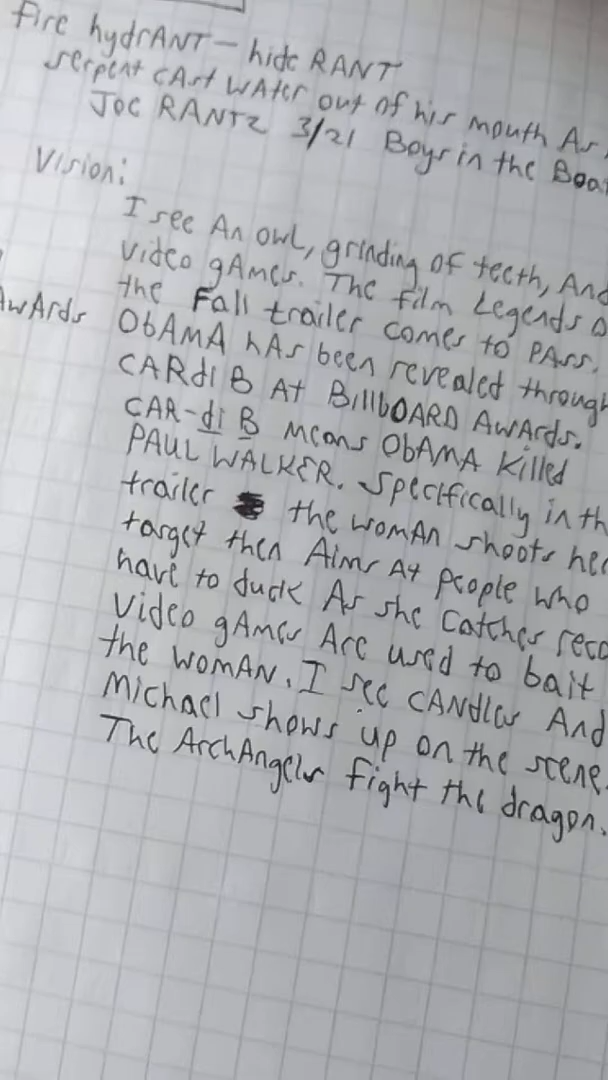 fire hydrANT - hide RANT
serpent cAst wAter out of his mouth As
Joe RANTZ 3/21 Boys in the Boat
Vision:
I see An owl, grinding of teeth, And
video gAmes. The film Legends o
the Fall trailer comes to pAss.
AwArds ObAMA hAs been revealed through
CARdi B At BillbOARD AwArds.
CAR-di B meAns ObAMA killed
PAUL WALKER. Specifically in th
trailer the womAn shoots her
target then Aims At people who
have to duck As she catches reco
Video gAmes Are used to bait
the womAN. I see cANdles And
Michael shows up on the scene.
The ArchAngels fight the dragon.